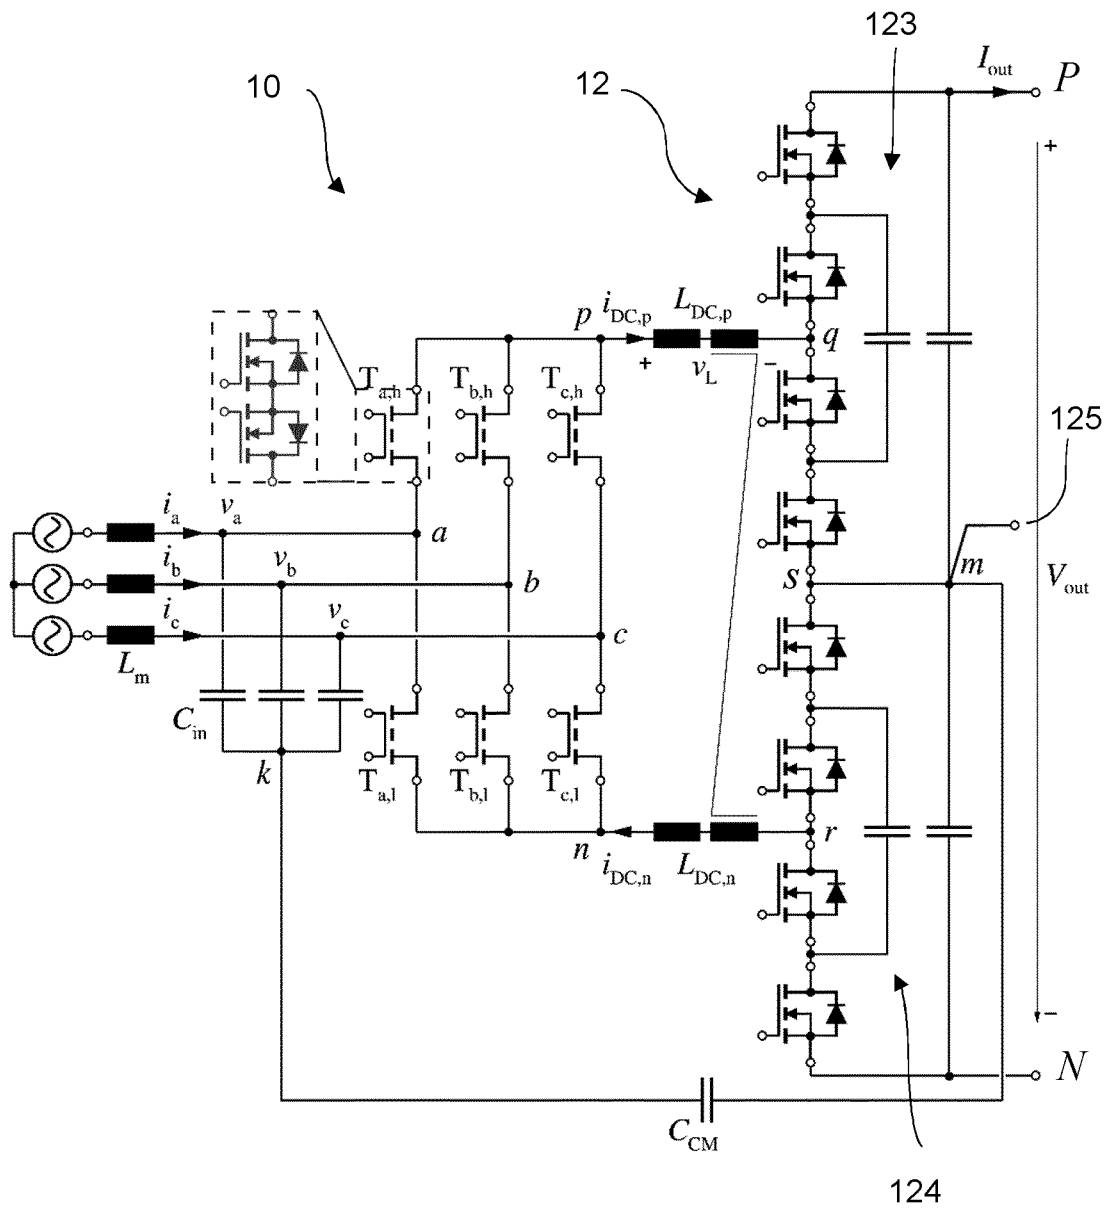 123
10
12
I_out
P
+
p
i_DC,p
L_DC,p
q
+
v_L
−
T_a,h
T_b,h
T_c,h
125
i_a
v_a
a
m
i_b
v_b
b
s
V_out
i_c
v_c
c
L_m
C_in
k
T_a,l
T_b,l
T_c,l
n
i_DC,n
L_DC,n
r
−
N
C_CM
124